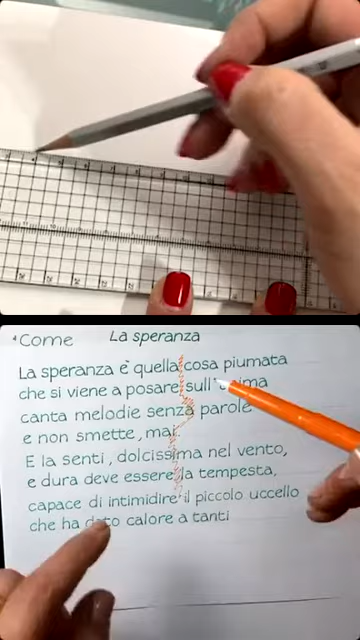 Come
La speranza
La speranza è quella cosa piumata
che si viene a posare sull'
canta melodie senza parole
e non smette, mai
E la senti, dolcissima nel vento,
e dura deve essere la tempesta,
capace di intimidire il piccolo uccello
che ha dato calore a tanti